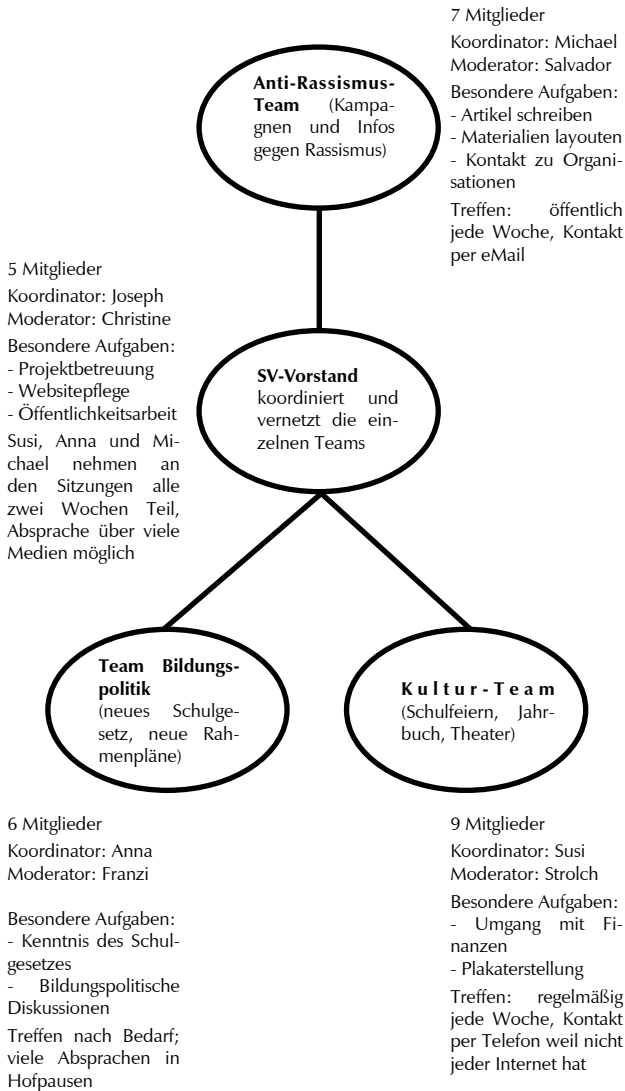 7 Mitglieder
Koordinator: Michael
Moderator: Salvador
Besondere Aufgaben:
- Artikel schreiben
- Materialien layouten
- Kontakt zu Organi-
sationen
Treffen: öffentlich
jede Woche, Kontakt
per eMail
Anti-Rassismus-
Team (Kampa-
gnen und Infos
gegen Rassismus)
5 Mitglieder
Koordinator: Joseph
Moderator: Christine
Besondere Aufgaben:
- Projektbetreuung
- Websitepflege
- Öffentlichkeitsarbeit
Susi, Anna und Mi-
chael nehmen an
den Sitzungen alle
zwei Wochen Teil,
Absprache über viele
Medien möglich
SV-Vorstand
koordiniert und
vernetzt die ein-
zelnen Teams
Team Bildungs-
politik
(neues Schulge-
setz, neue Rah-
menpläne)
Kultur-Team
(Schulfeiern, Jahr-
buch, Theater)
6 Mitglieder
Koordinator: Anna
Moderator: Franzi
Besondere Aufgaben:
- Kenntnis des Schul-
gesetzes
- Bildungspolitische
Diskussionen
Treffen nach Bedarf;
viele Absprachen in
Hofpausen
9 Mitglieder
Koordinator: Susi
Moderator: Strolch
Besondere Aufgaben:
- Umgang mit Fi-
nanzen
- Plakaterstellung
Treffen: regelmäßig
jede Woche, Kontakt
per Telefon weil nicht
jeder Internet hat